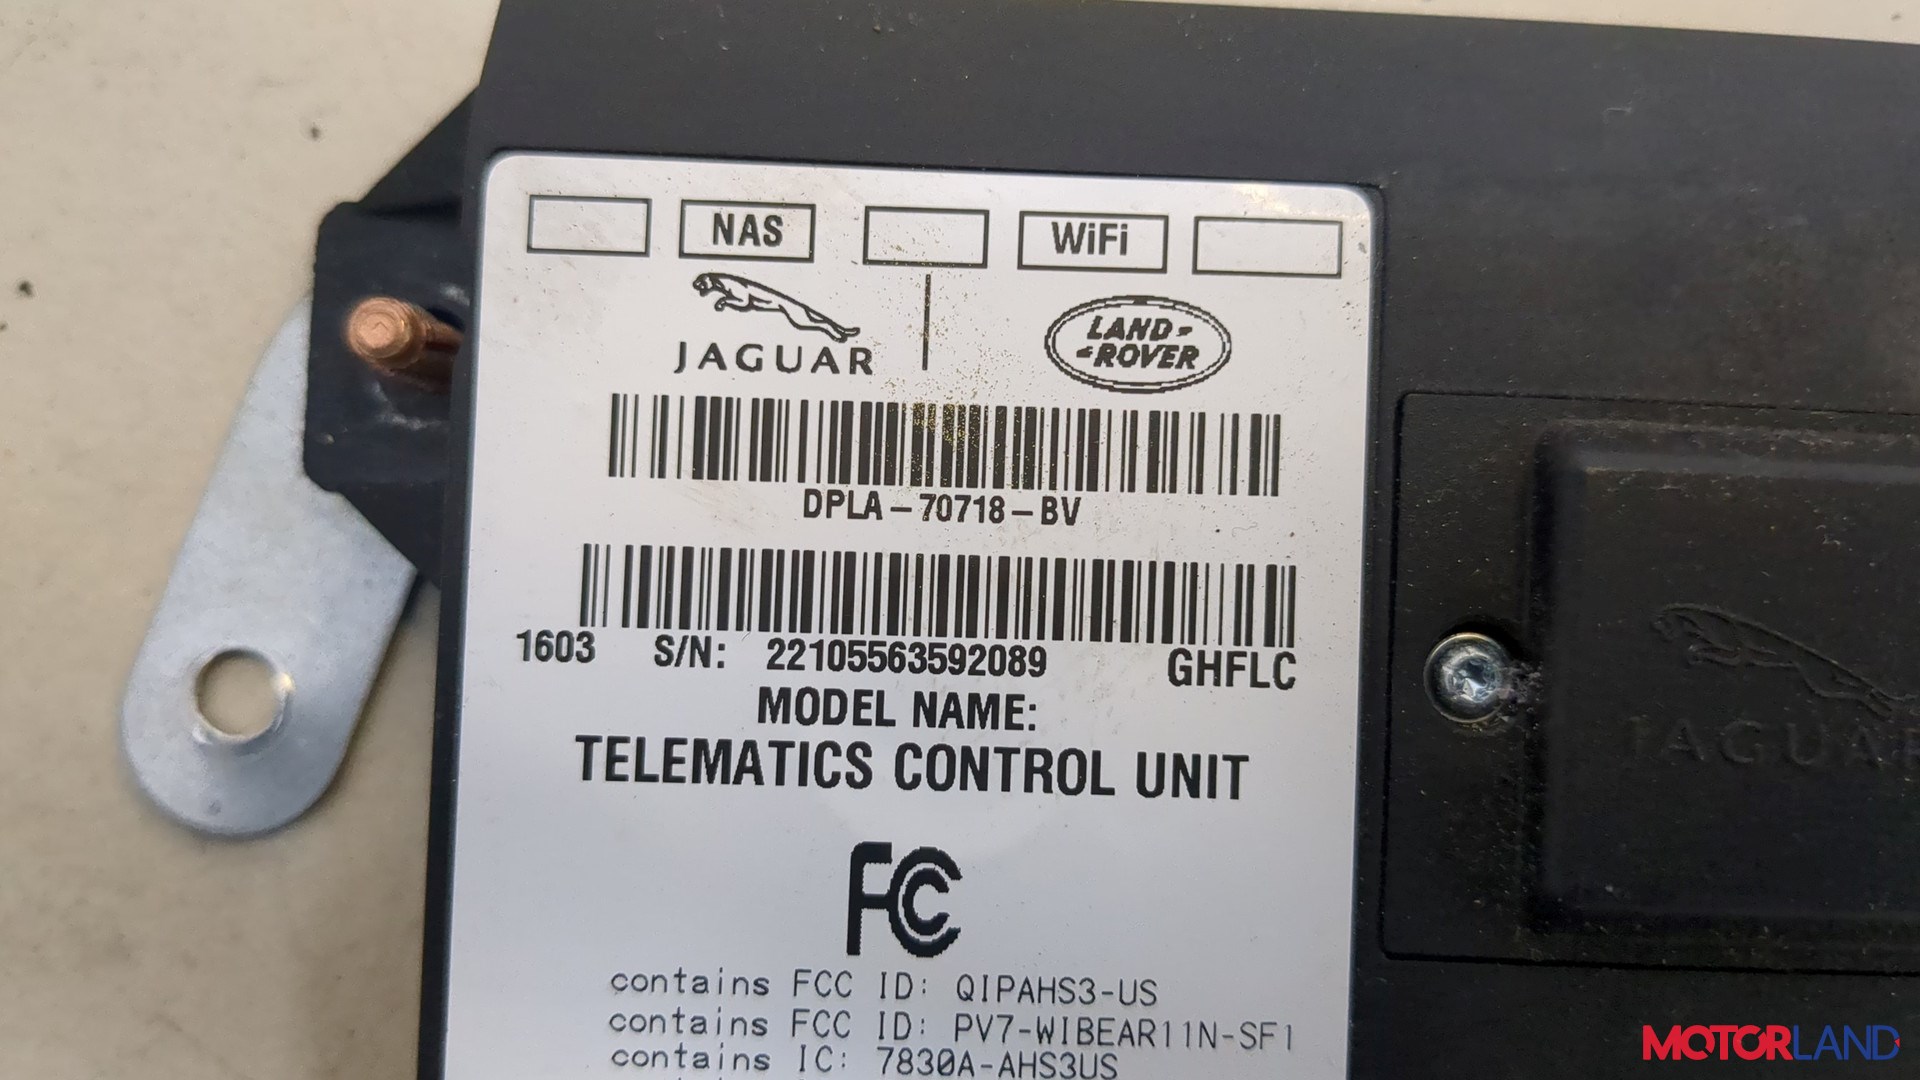 NAS WiFi
JAGUAR
LAND-
-ROVER
DPLA-70718-BV
1603 S/N: 22105563592089 GHFLC
MODEL NAME:
TELEMATICS CONTROL UNIT
FC
contains FCC ID: QIPAHS3-US
contains FCC ID: PV7-WIBEAR11N-SF1
contains IC: 7830A-AHS3US
JAGUAR
MOTORLAND